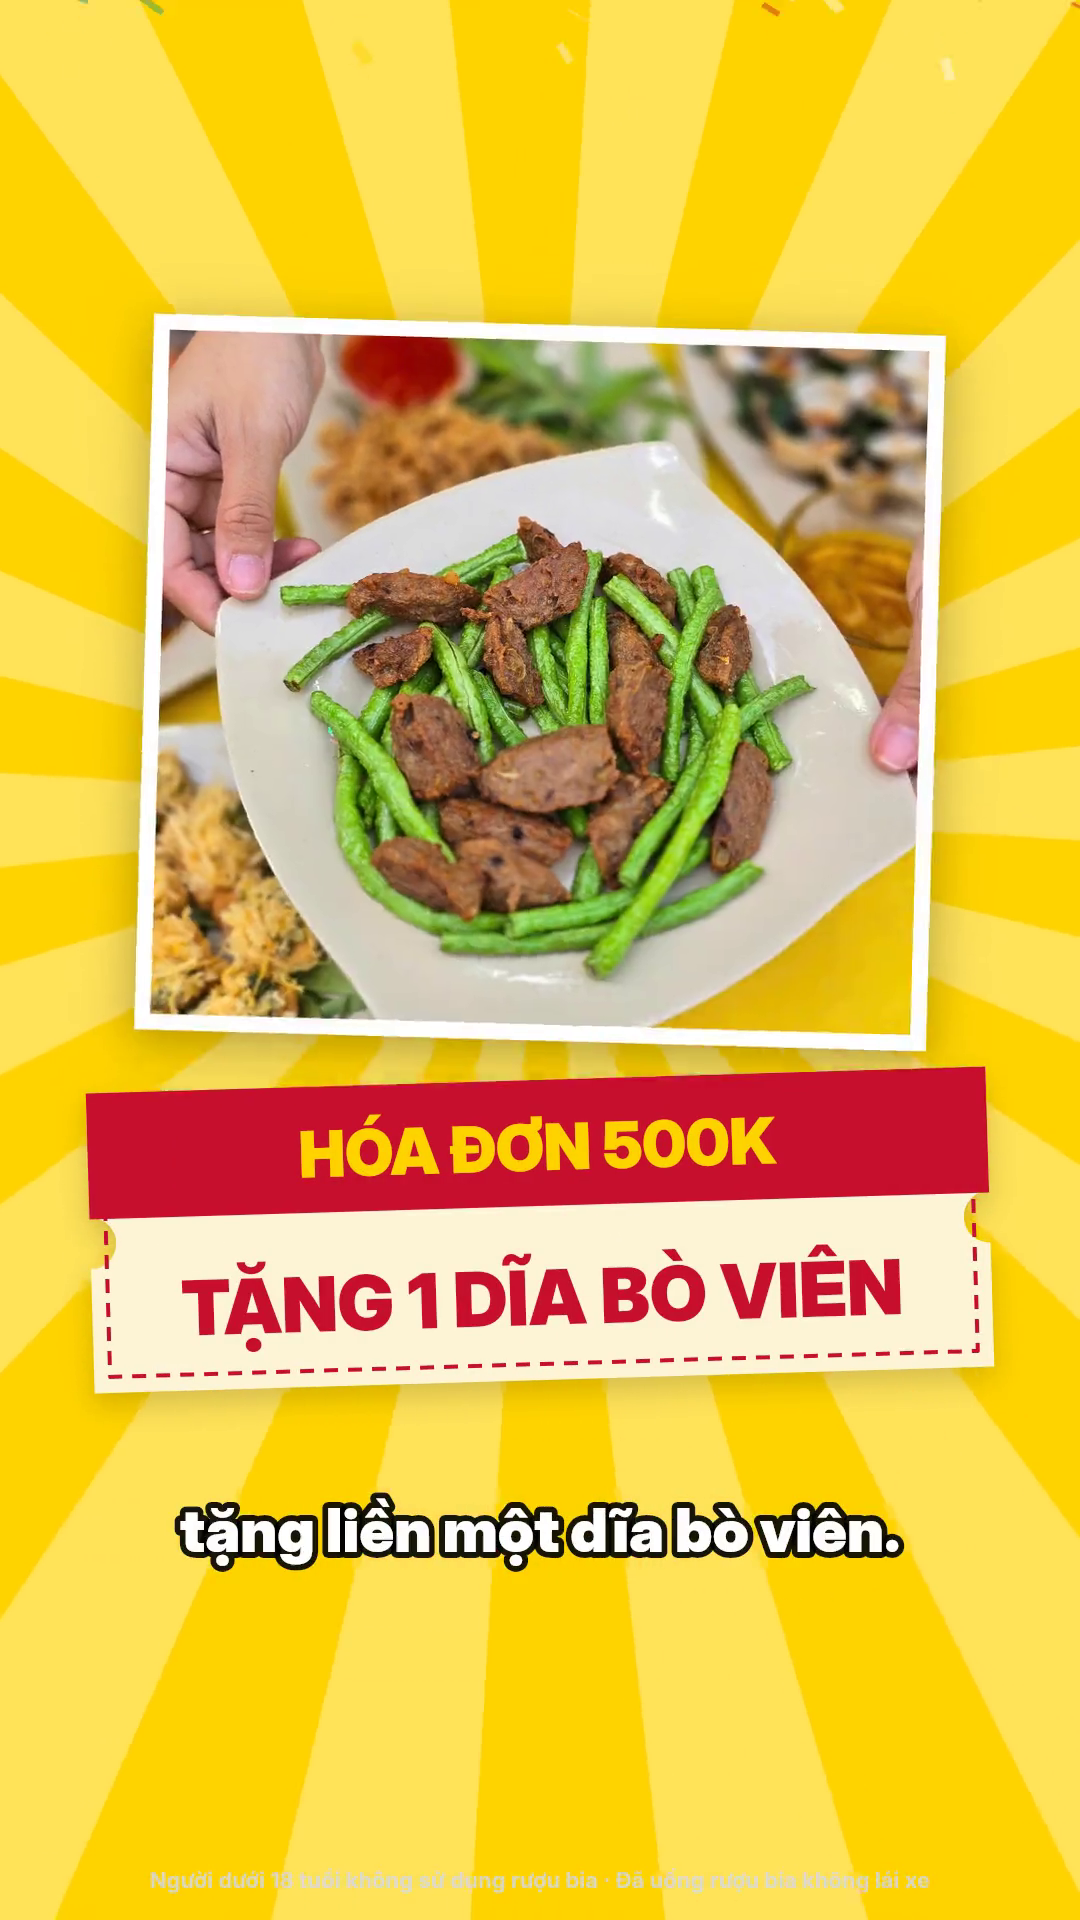 HÓA ĐƠN 500K
TẶNG 1 DĨA BÒ VIÊN
tặng liền một dĩa bò viên.
Người dưới 18 tuổi không sử dụng rượu bia · Đã uống rượu bia không lái xe